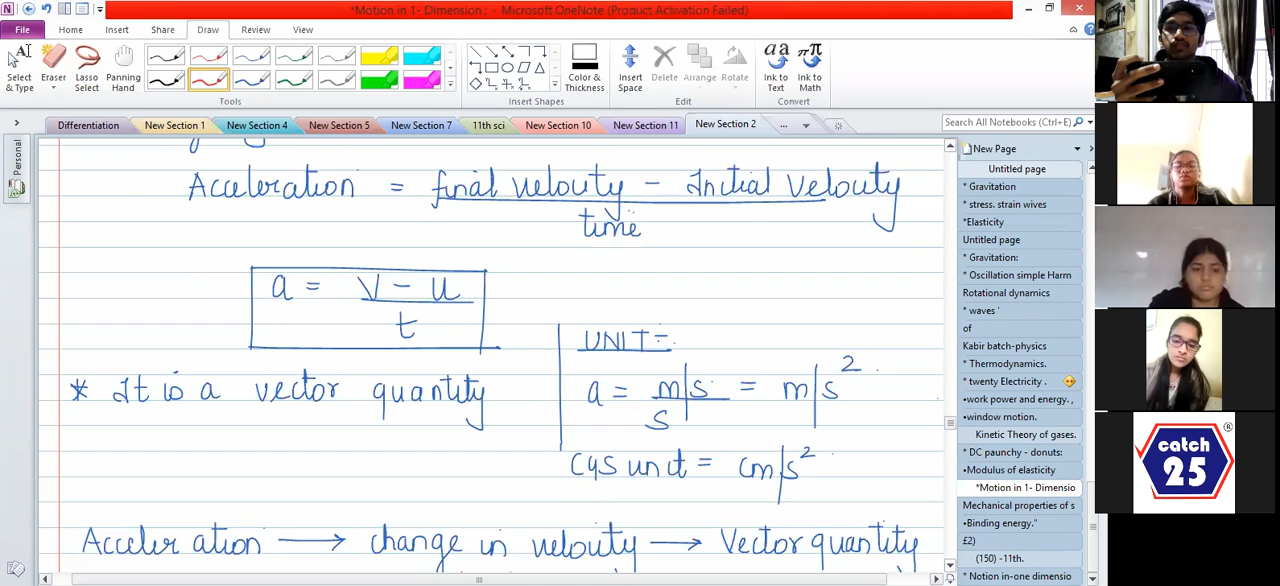 *Motion in 1- Dimension : - Microsoft OneNote (Product Activation Failed)
File Home Insert Share Draw Review View
Select & Type Eraser Lasso Select Panning Hand
Color & Thickness
Insert Space Delete Arrange Rotate
Ink to Text Ink to Math
Tools Insert Shapes Edit Convert
Differentiation New Section 1 New Section 4 New Section 5 New Section 7 11th sci New Section 10 New Section 11 New Section 2 ... Search All Notebooks (Ctrl+E)
Personal
Acceleration = final velouty - Initial Velouty
time
a = v - u
t
UNIT =
* It is a vector quantity
a = m/s = m/s²
s
CGS unit = cm/s²
Acceleration → change in velouty → Vector quantity
New Page
Untitled page
* Gravitation
* stress. strain wives
*Elasticity
Untitled page
* Gravitation:
* Oscillation simple Harm
Rotational dynamics
* waves '
of
Kabir batch-physics
* Thermodynamics.
* twenty Electricity .
•work power and energy. ,
•window motion.
Kinetic Theory of gases.
* DC paunchy - donuts:
•Modulus of elasticity
*Motion in 1- Dimensio
Mechanical properties of s
•Binding energy."
£2)
(150) -11th.
* Notion in-one dimensio
catch
25
®